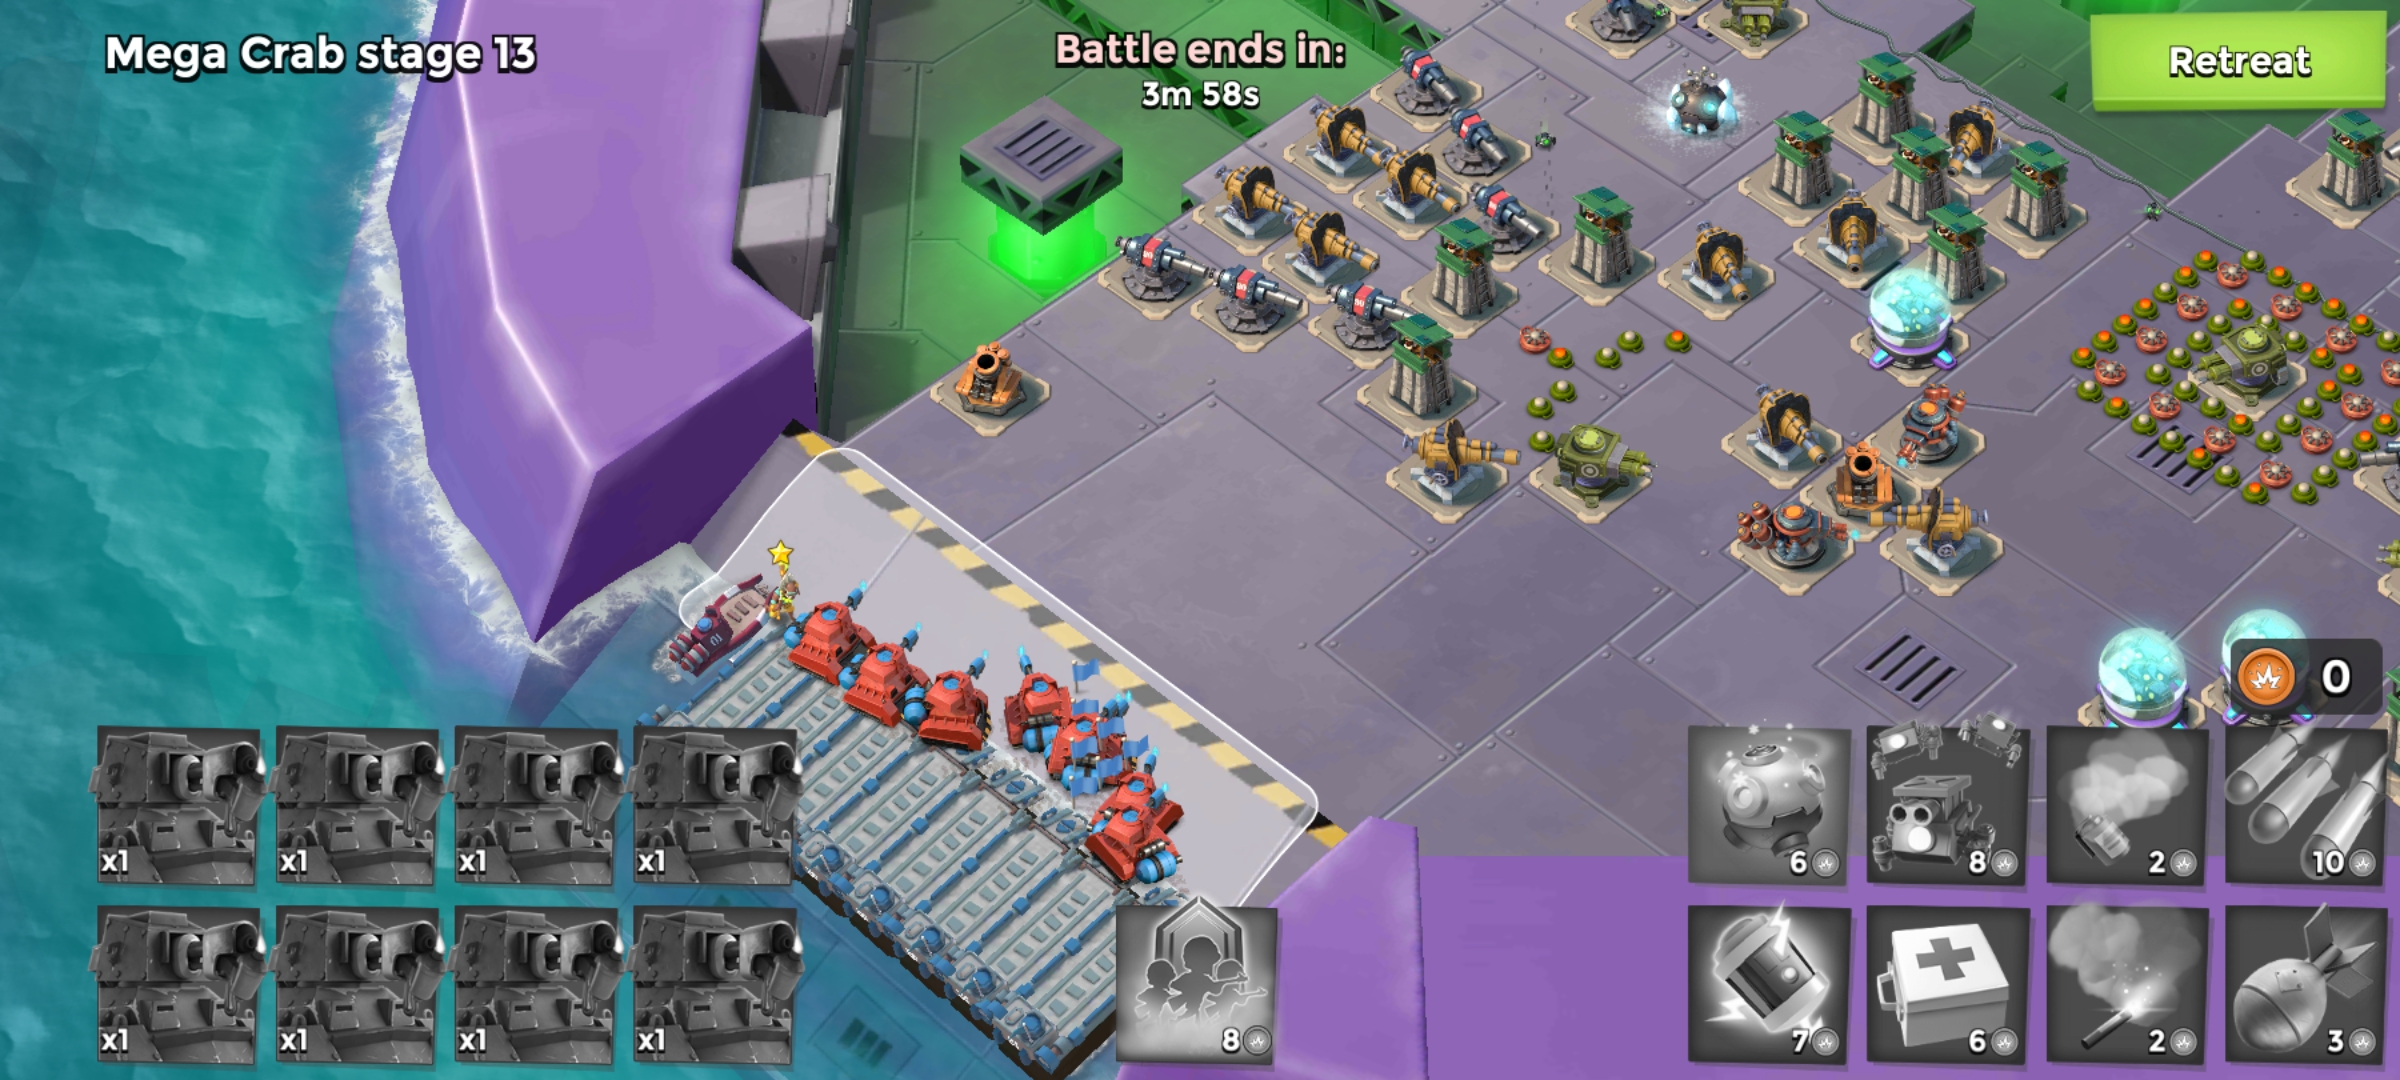 Mega Crab stage 13
Battle ends in:
3m 58s
Retreat
0
x1
x1
x1
x1
6
8
2
10
x1
x1
x1
x1
8
7
6
2
3